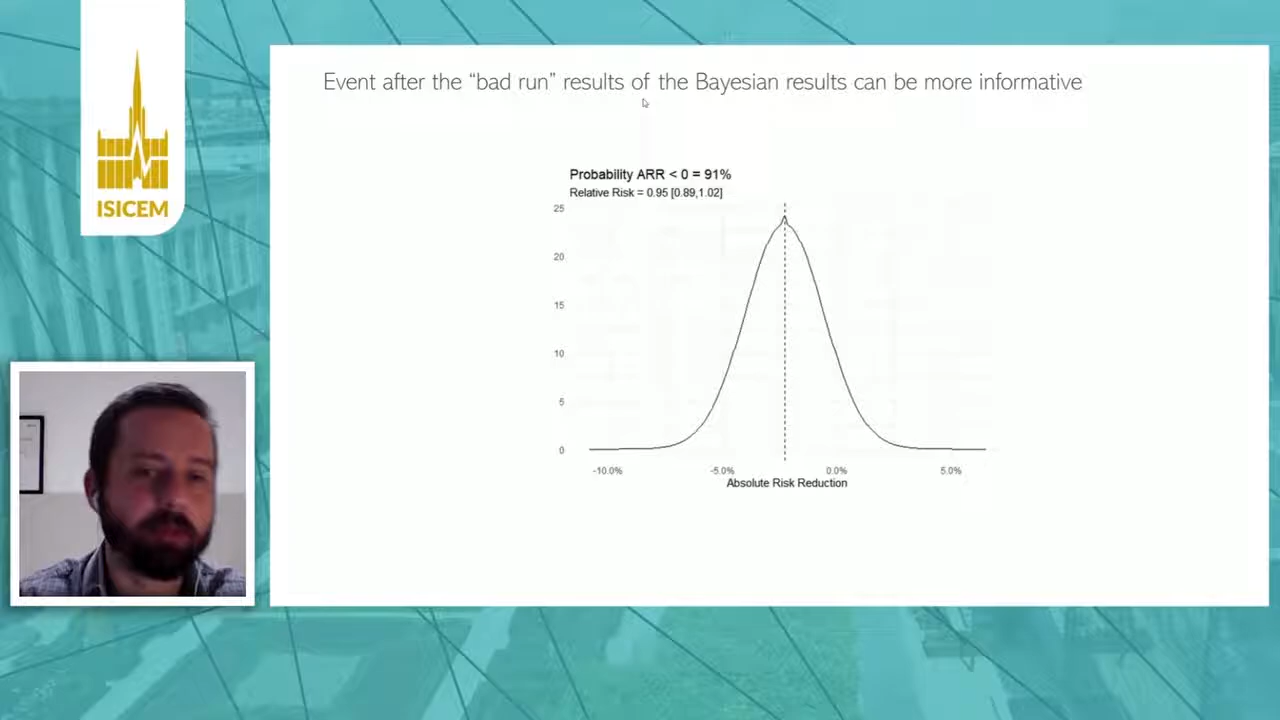 ISICEM
Event after the “bad run” results of the Bayesian results can be more informative
Probability ARR < 0 = 91%
Relative Risk = 0.95 [0.89,1.02]
25
20
15
10
5
0
-10.0% -5.0% 0.0% 5.0%
Absolute Risk Reduction